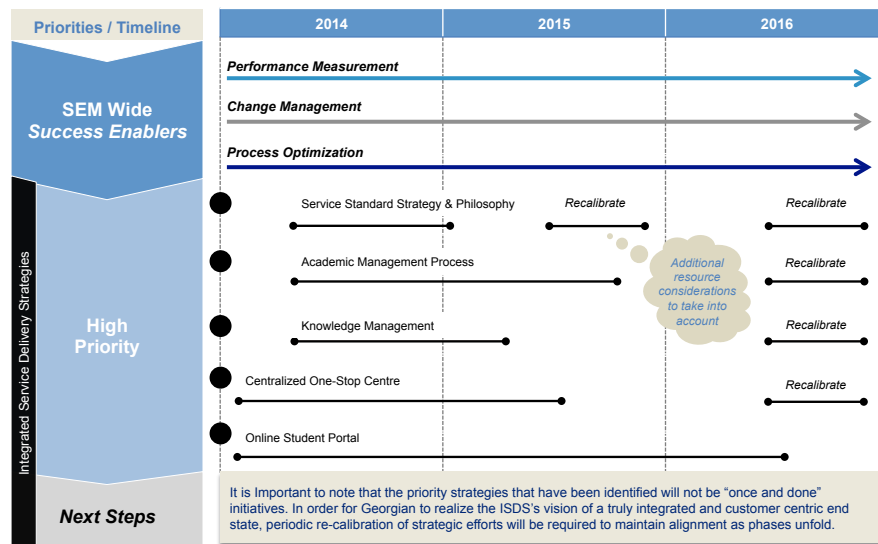 Priorities / Timeline
2014
2015
2016
SEM Wide
Success Enablers
Performance Measurement
Change Management
Process Optimization
Integrated Service Delivery Strategies
High
Priority
Service Standard Strategy & Philosophy
Recalibrate
Recalibrate
Academic Management Process
Recalibrate
Additional
resource
considerations
to take into
account
Knowledge Management
Recalibrate
Centralized One-Stop Centre
Recalibrate
Online Student Portal
Next Steps
It is Important to note that the priority strategies that have been identified will not be “once and done”
initiatives. In order for Georgian to realize the ISDS’s vision of a truly integrated and customer centric end
state, periodic re-calibration of strategic efforts will be required to maintain alignment as phases unfold.